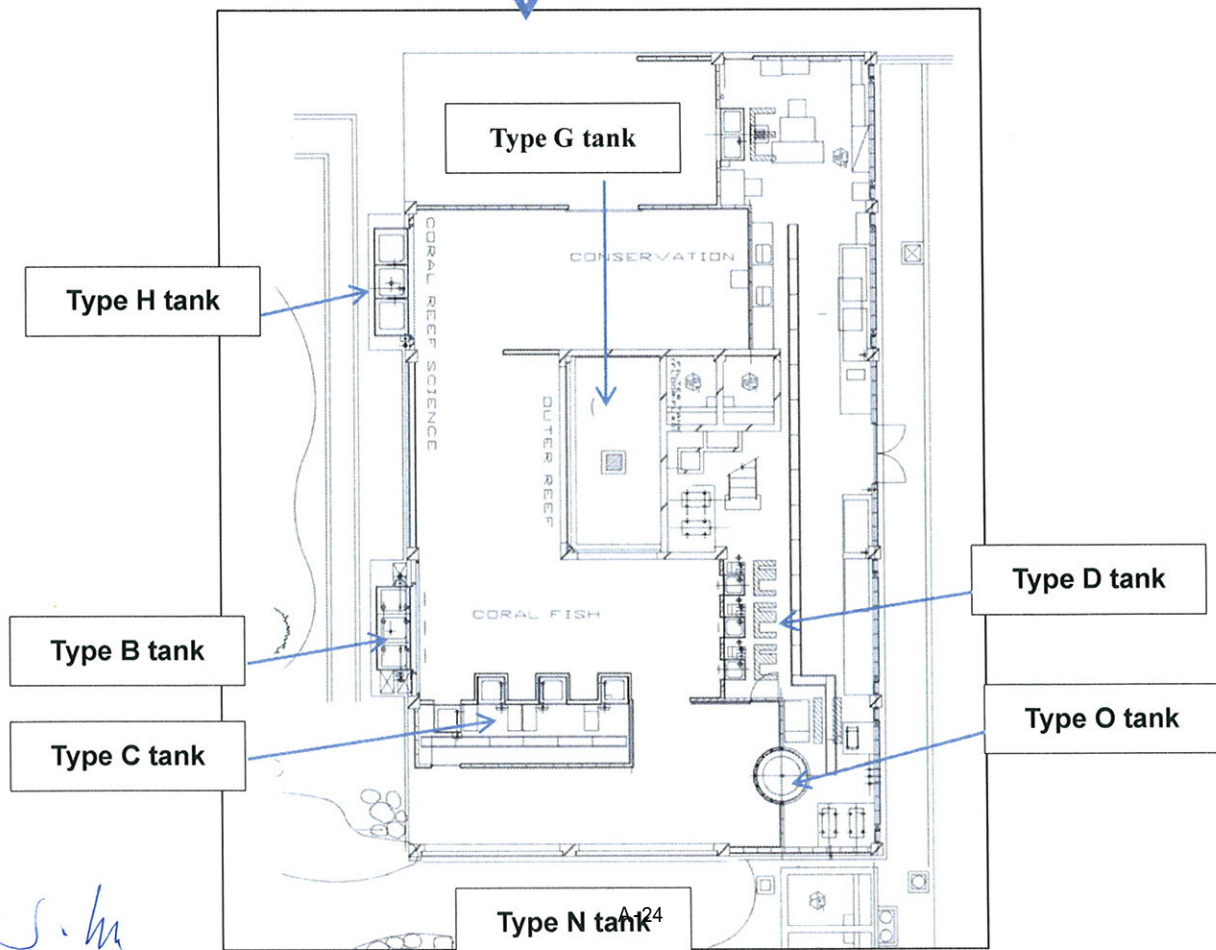 Type G tank
CONSERVATION
CORAL REEF SCIENCE
Type H tank
OUTER REEF
Type D tank
CORAL FISH
Type B tank
Type O tank
Type C tank
Type N tank
A-24